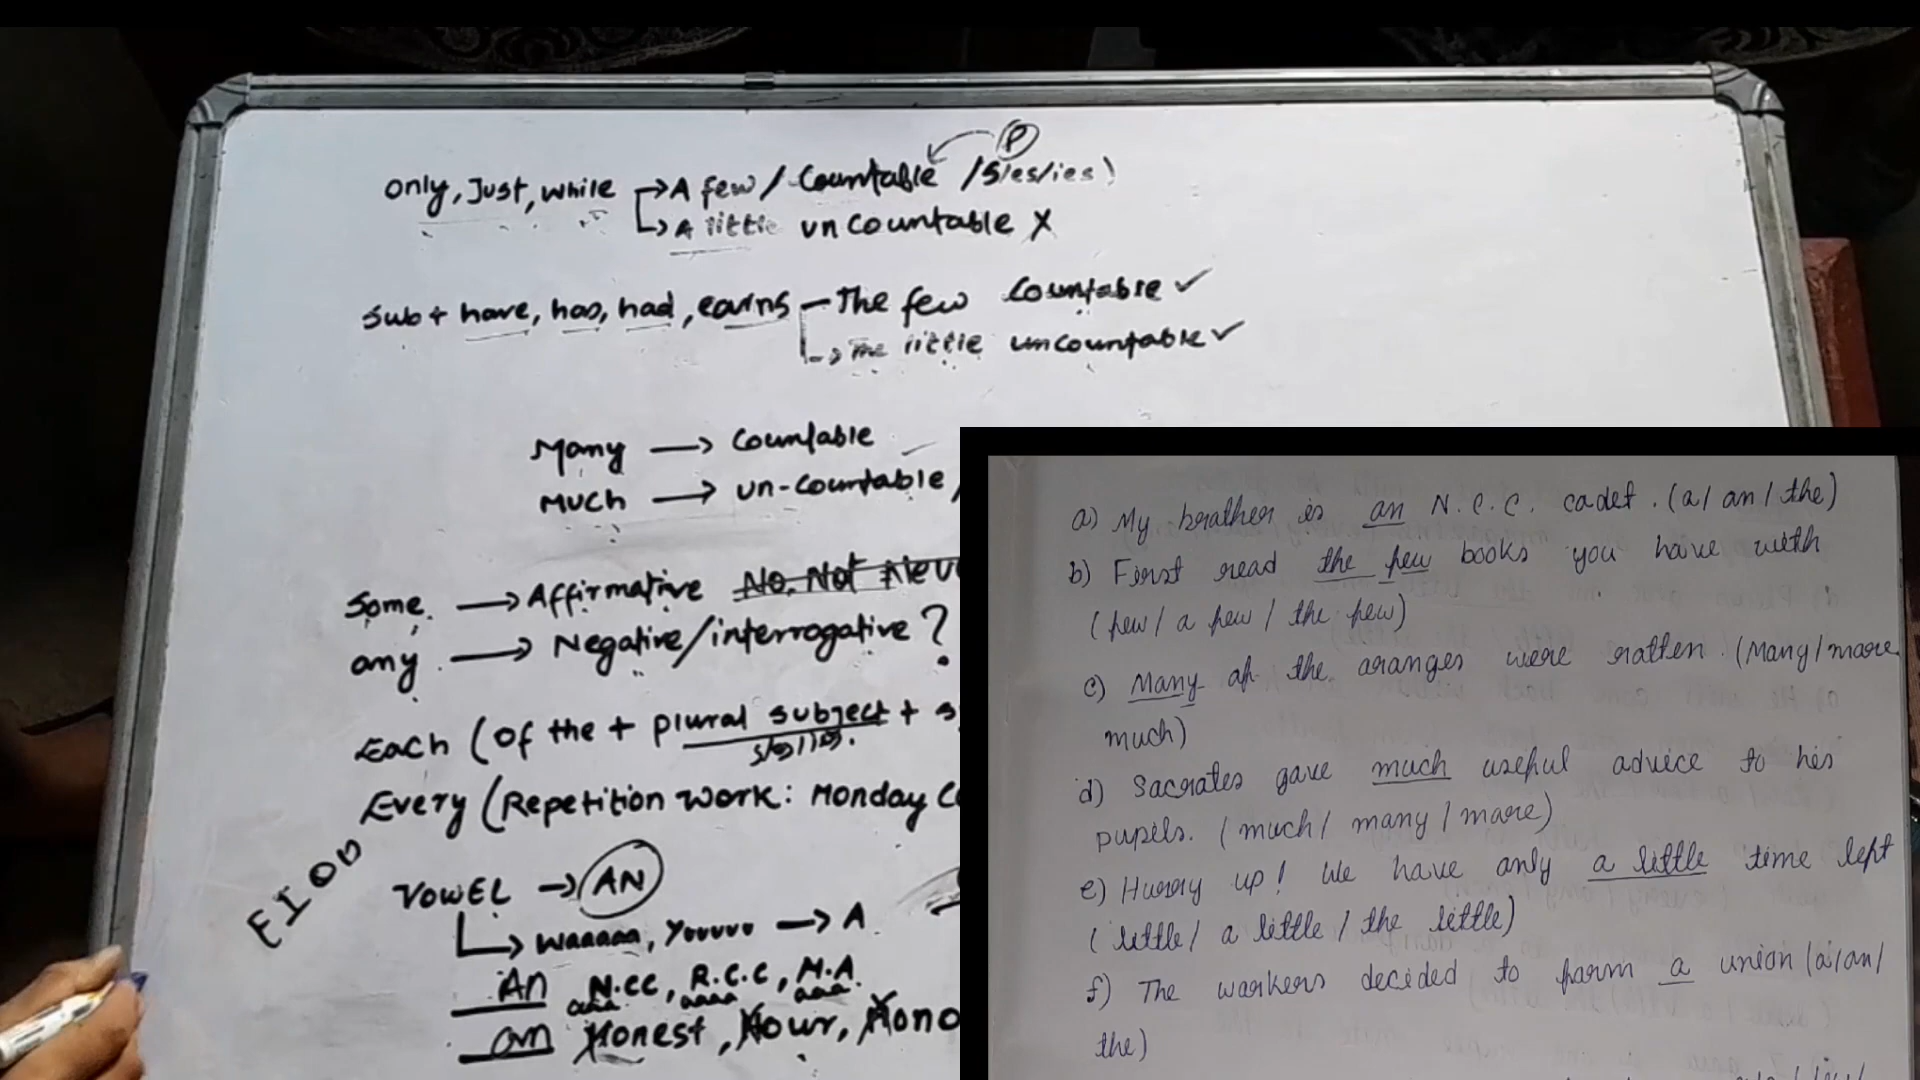 only, Just, while → A few / Countable / s/es/ies)
P
→ A little uncountable X
Sub + have, has, had, earns – The few Countable ✓
→ The little uncountable ✓
Many → Countable
Much → un-countable
Some → Affirmative No, Not Nev
any → Negative/interrogative ?
Each (of the + plural subject + s
Every (Repetition work: Monday C
VOWEL → AN
→ waaaaa, Yovvvo → A
An N.CC, R.C.C, M.A
an Honest, Hour, Hono
a) My brother is an N.C.C. cadet. (a/ an/ the)
b) First read the few books you have with
(few/ a few / the few)
c) Many of the oranges were rotten. (Many/more
much)
d) Socrates gave much useful advice to his
pupils. (much/ many / more)
e) Hurry up! We have only a little time left
(little/ a little / the little)
f) The workers decided to form a union (a/an/
the)